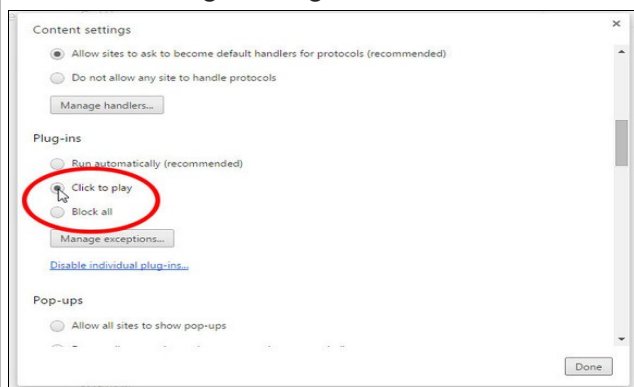 Content settings
Allow sites to ask to become default handlers for protocols (recommended)
Do not allow any site to handle protocols
Manage handlers...
Plug-ins
Run automatically (recommended)
Click to play
Block all
Manage exceptions...
Disable individual plug-ins...
Pop-ups
Allow all sites to show pop-ups
Done